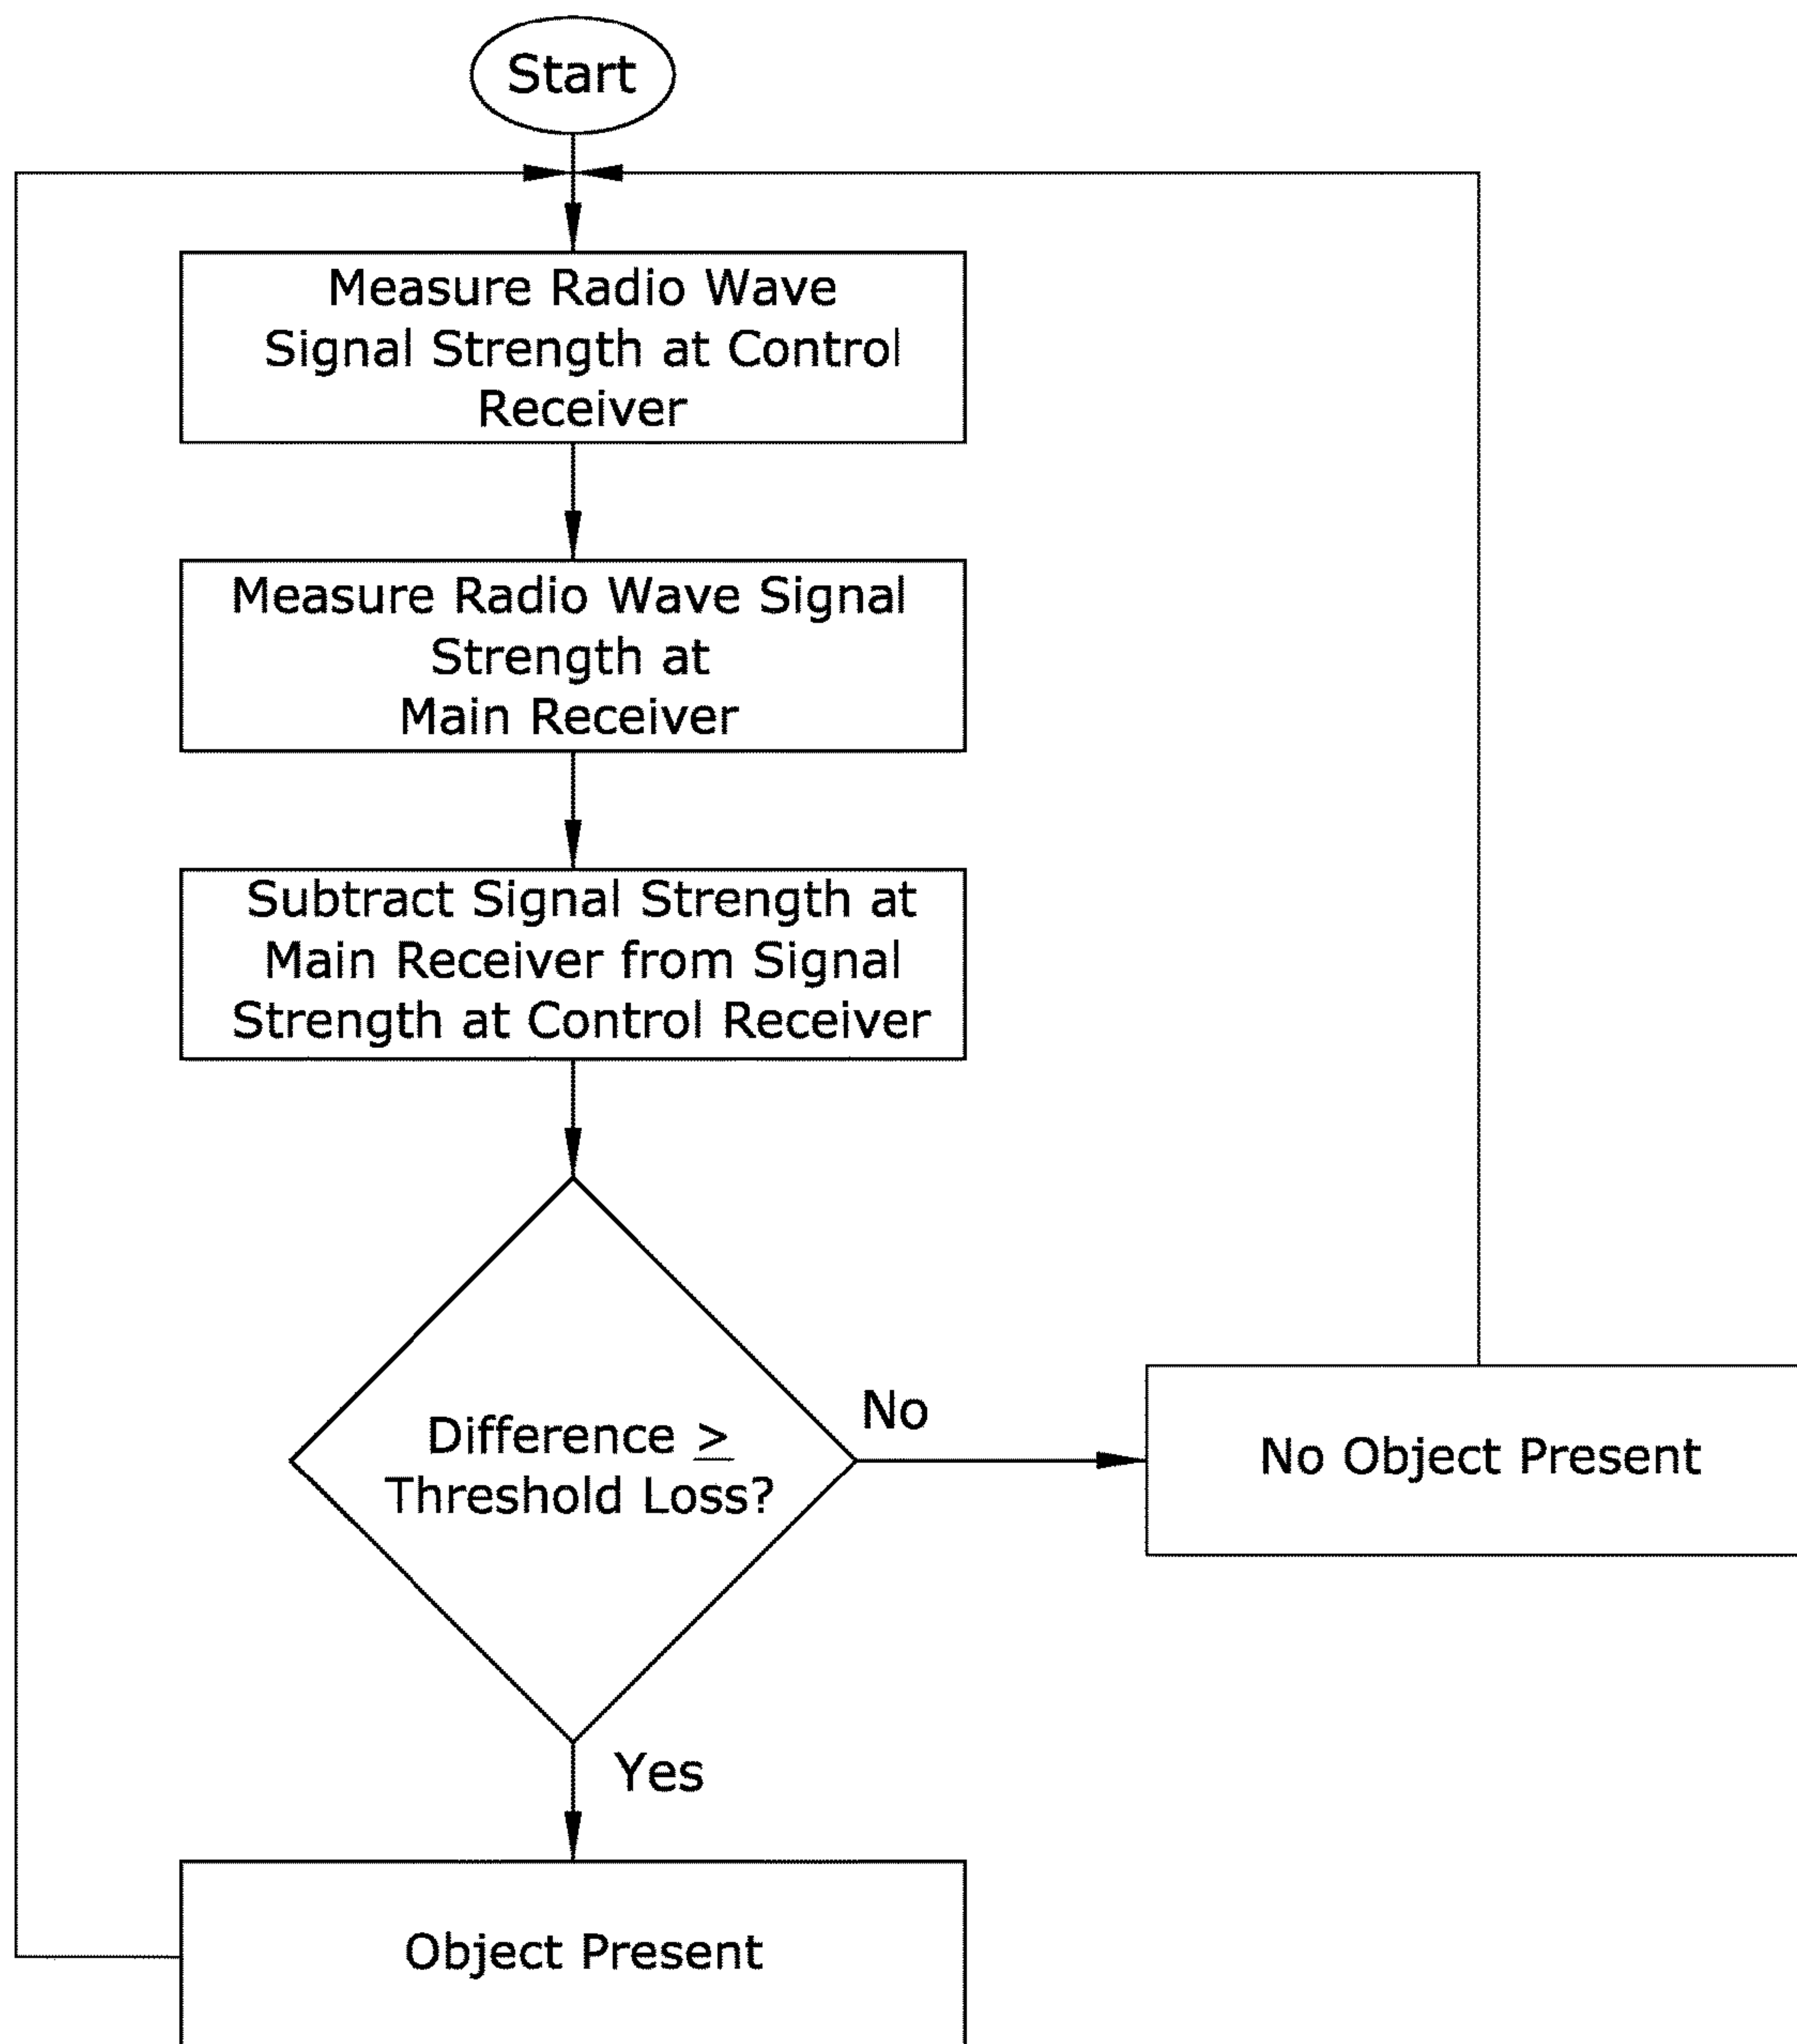 Start
Measure Radio Wave
Signal Strength at Control
Receiver
Measure Radio Wave Signal
Strength at
Main Receiver
Subtract Signal Strength at
Main Receiver from Signal
Strength at Control Receiver
Difference ≥
Threshold Loss?
No
No Object Present
Yes
Object Present